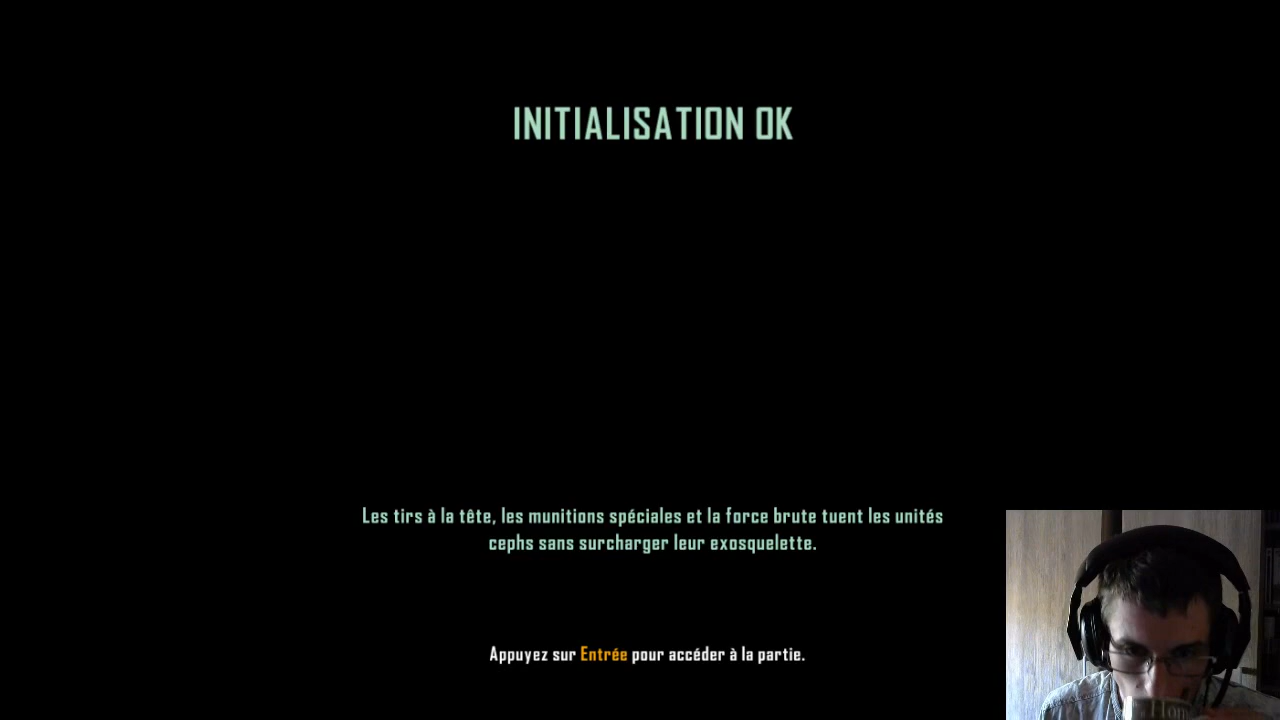 INITIALISATION OK
Les tirs à la tête, les munitions spéciales et la force brute tuent les unités
cephs sans surcharger leur exosquelette.
Appuyez sur Entrée pour accéder à la partie.